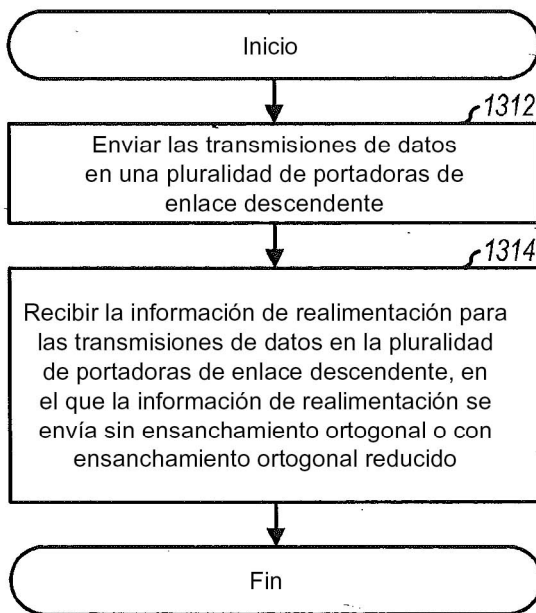 Inicio
1312
Enviar las transmisiones de datos
en una pluralidad de portadoras de
enlace descendente
1314
Recibir la información de realimentación para
las transmisiones de datos en la pluralidad
de portadoras de enlace descendente, en
el que la información de realimentación se
envía sin ensanchamiento ortogonal o con
ensanchamiento ortogonal reducido
Fin